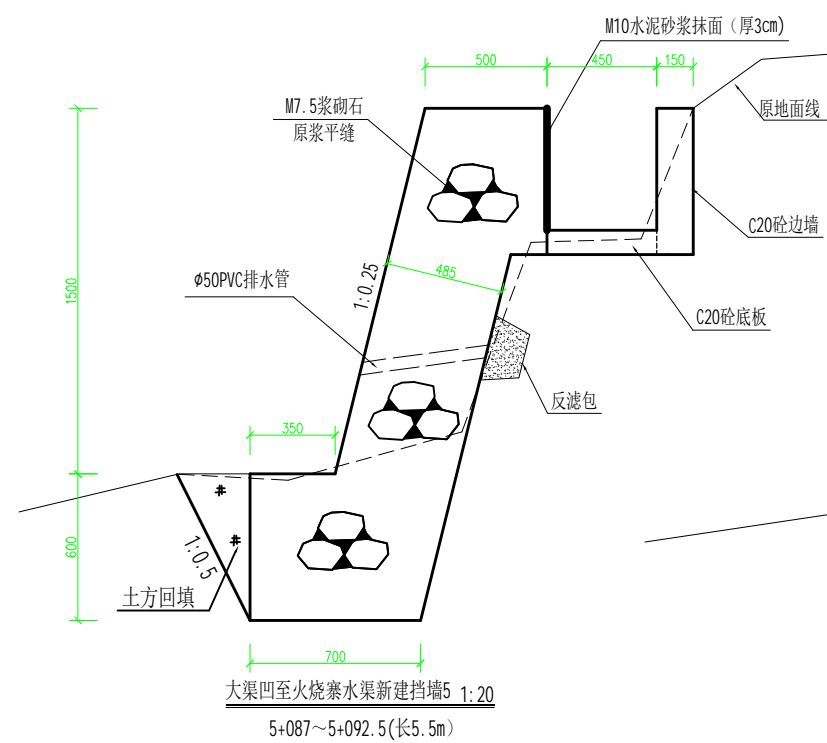 M10水泥砂浆抹面（厚3cm)
500
450
150
M7.5浆砌石
原浆平缝
原地面线
C20砼边墙
485
1:0.25
Φ50PVC排水管
1500
C20砼底板
反滤包
350
600
1:0.5
土方回填
700
大渠凹至火烧寨水渠新建挡墙5 1:20
5+087～5+092.5(长5.5m）